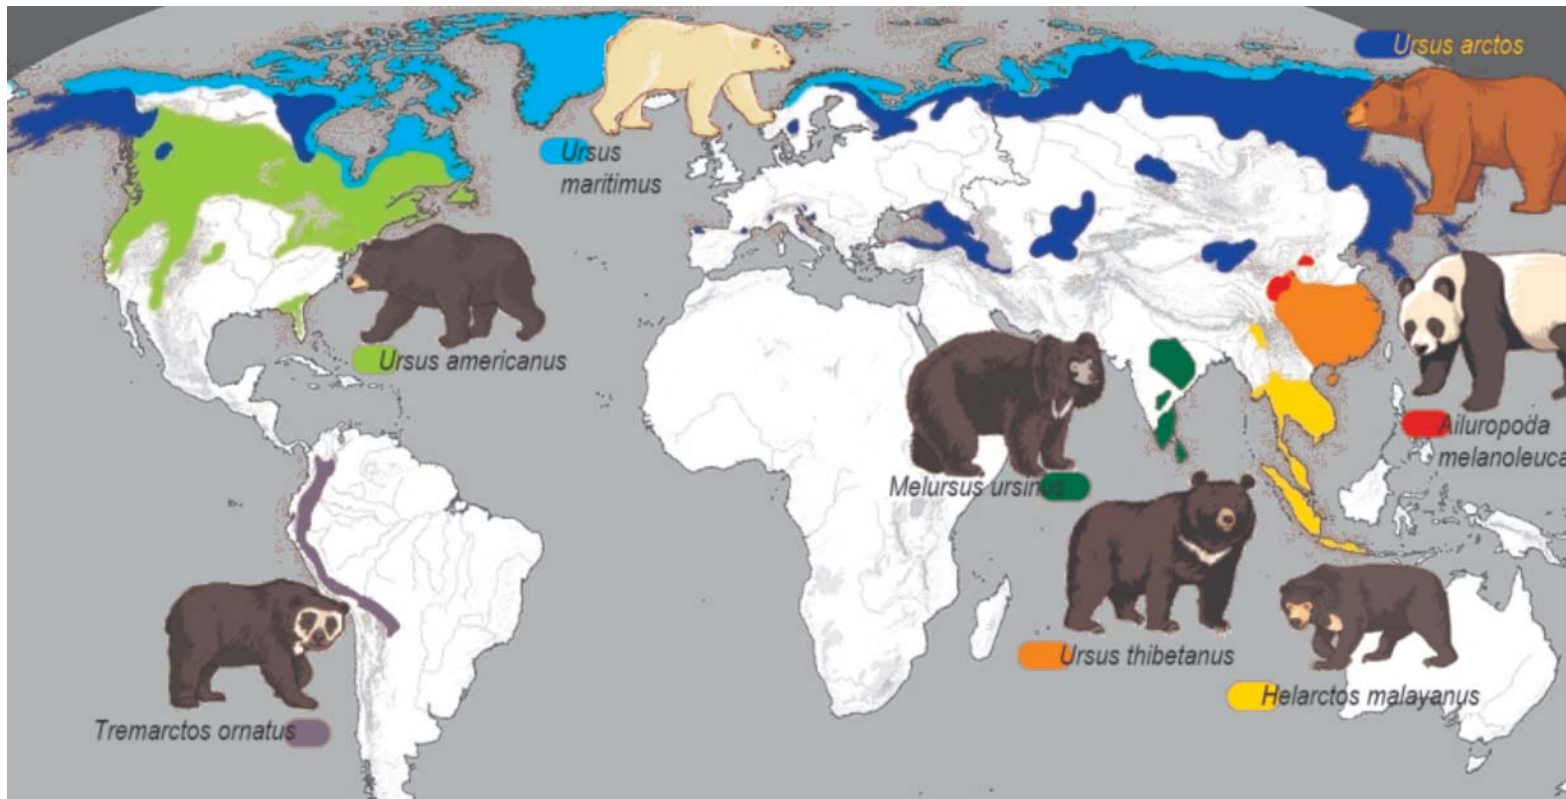 Ursus arctos
Ursus
maritimus
Ursus americanus
Ailuropoda
melanoleuca
Melursus ursinus
Ursus thibetanus
Helarctos malayanus
Tremarctos ornatus